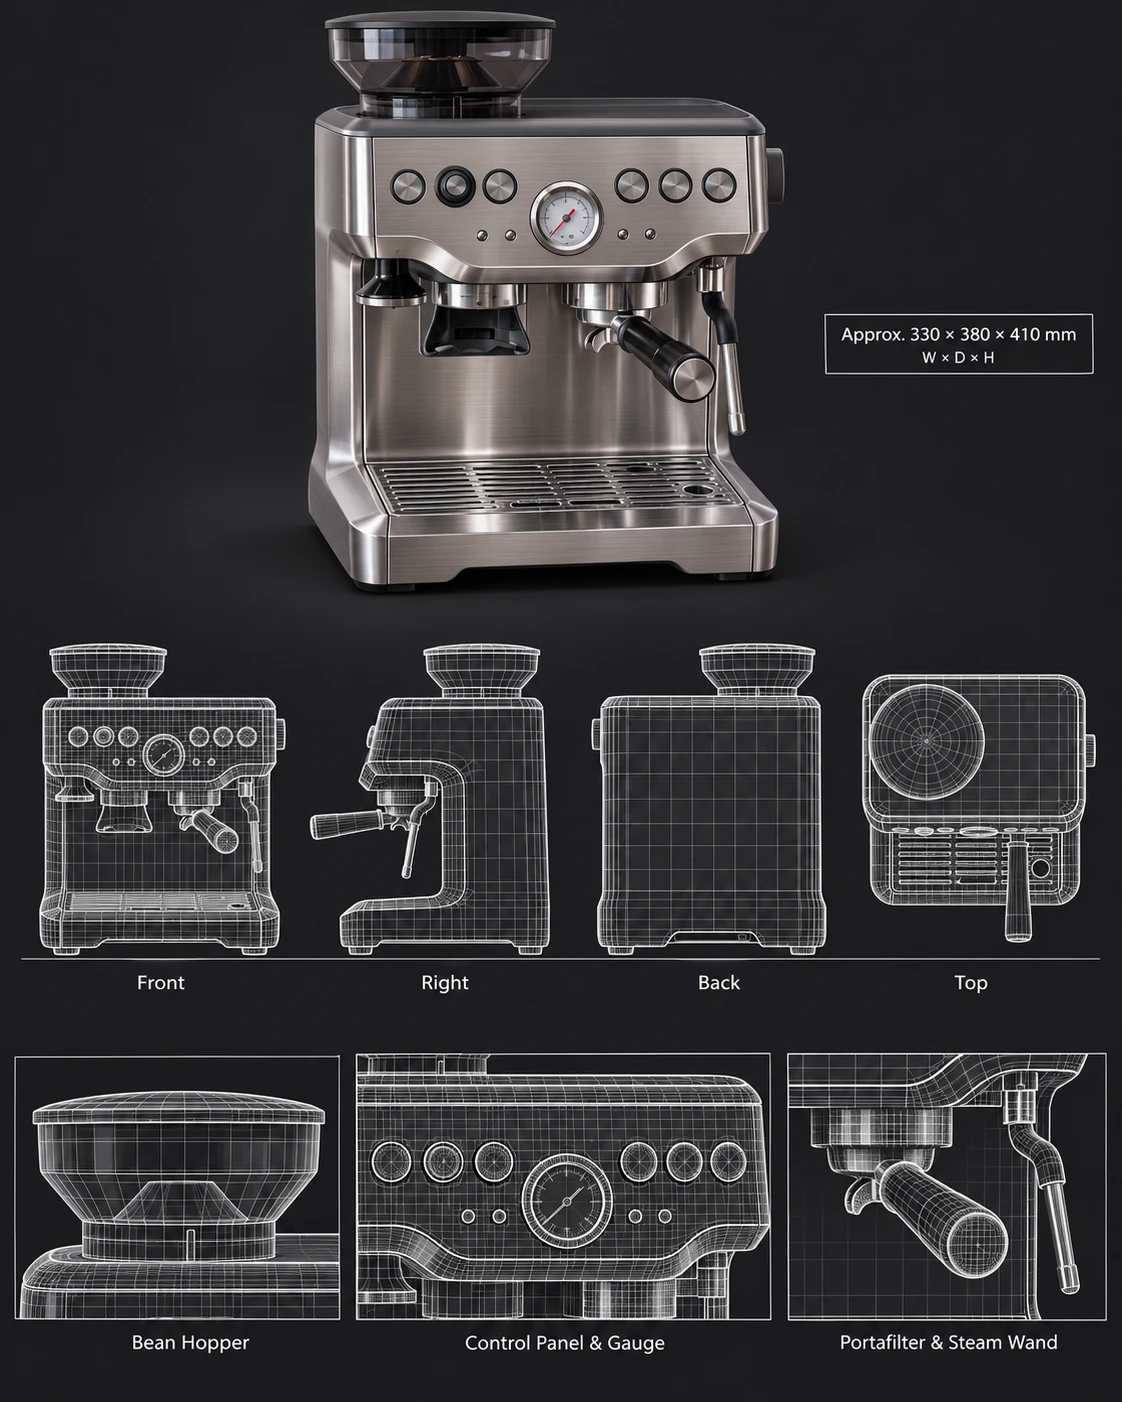 Approx. 330 × 380 × 410 mm
W × D × H
Front
Right
Back
Top
Bean Hopper
Control Panel & Gauge
Portafilter & Steam Wand